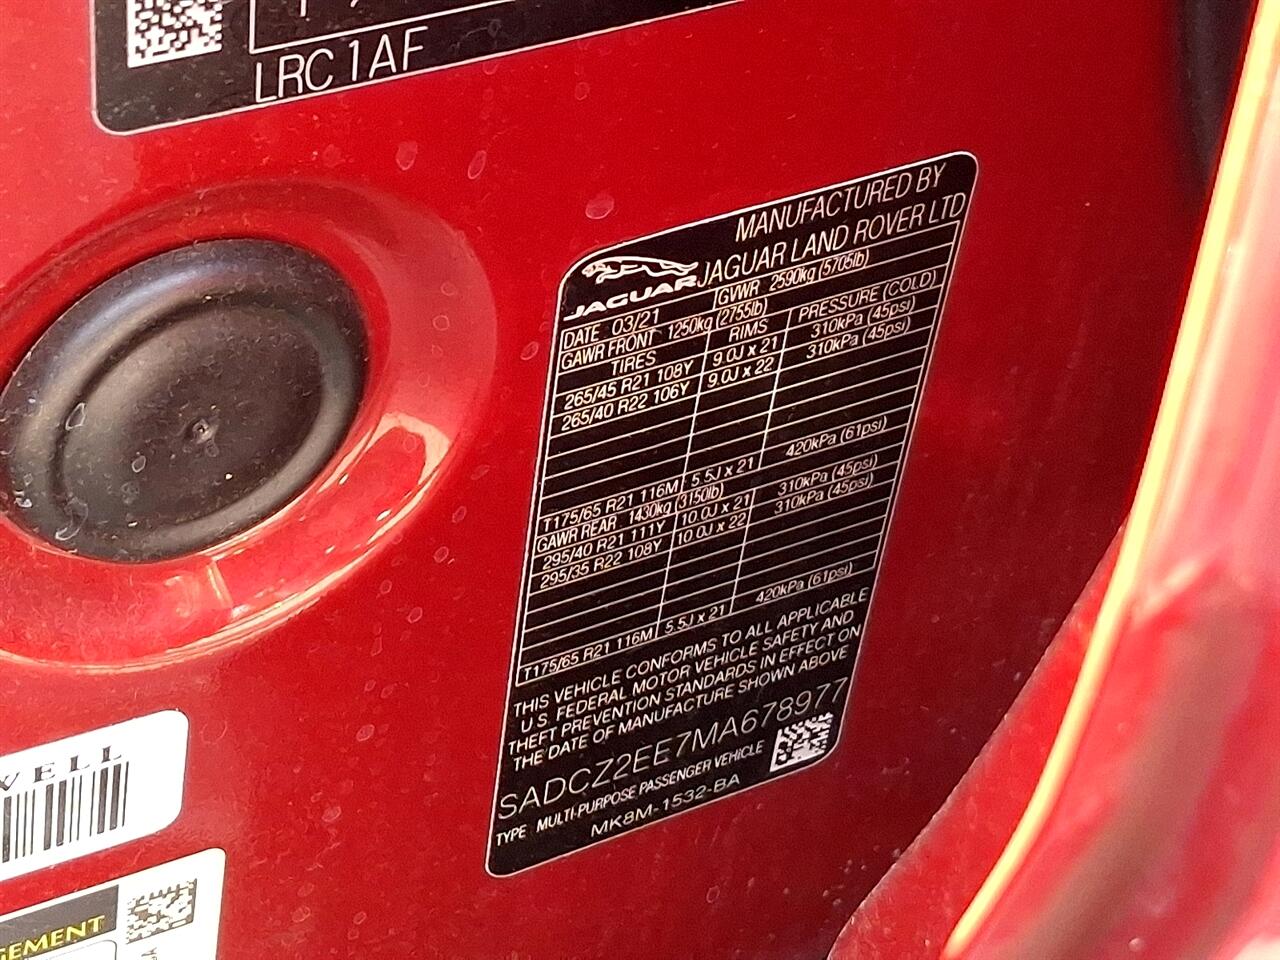 LRC1AF
MANUFACTURED BY
JAGUAR LAND ROVER LTD
JAGUAR
DATE 03/21 GVWR 2590kg (5705lb)
GAWR FRONT 1250kg (2755lb)
TIRES RIMS PRESSURE (COLD)
265/45 R21 108Y 9.0J x 21 310kPa (45psi)
265/40 R22 106Y 9.0J x 22 310kPa (45psi)
T175/65 R21 116M 5.5J x 21 420kPa (61psi)
GAWR REAR 1430kg (3150lb)
295/40 R21 111Y 10.0J x 21 310kPa (45psi)
295/35 R22 108Y 10.0J x 22 310kPa (45psi)
T175/65 R21 116M 5.5J x 21 420kPa (61psi)
THIS VEHICLE CONFORMS TO ALL APPLICABLE
U.S. FEDERAL MOTOR VEHICLE SAFETY AND
THEFT PREVENTION STANDARDS IN EFFECT ON
THE DATE OF MANUFACTURE SHOWN ABOVE
SADCZ2EE7MA678977
TYPE MULTI-PURPOSE PASSENGER VEHICLE
MK8M-1532-BA
WELL
GEMENT